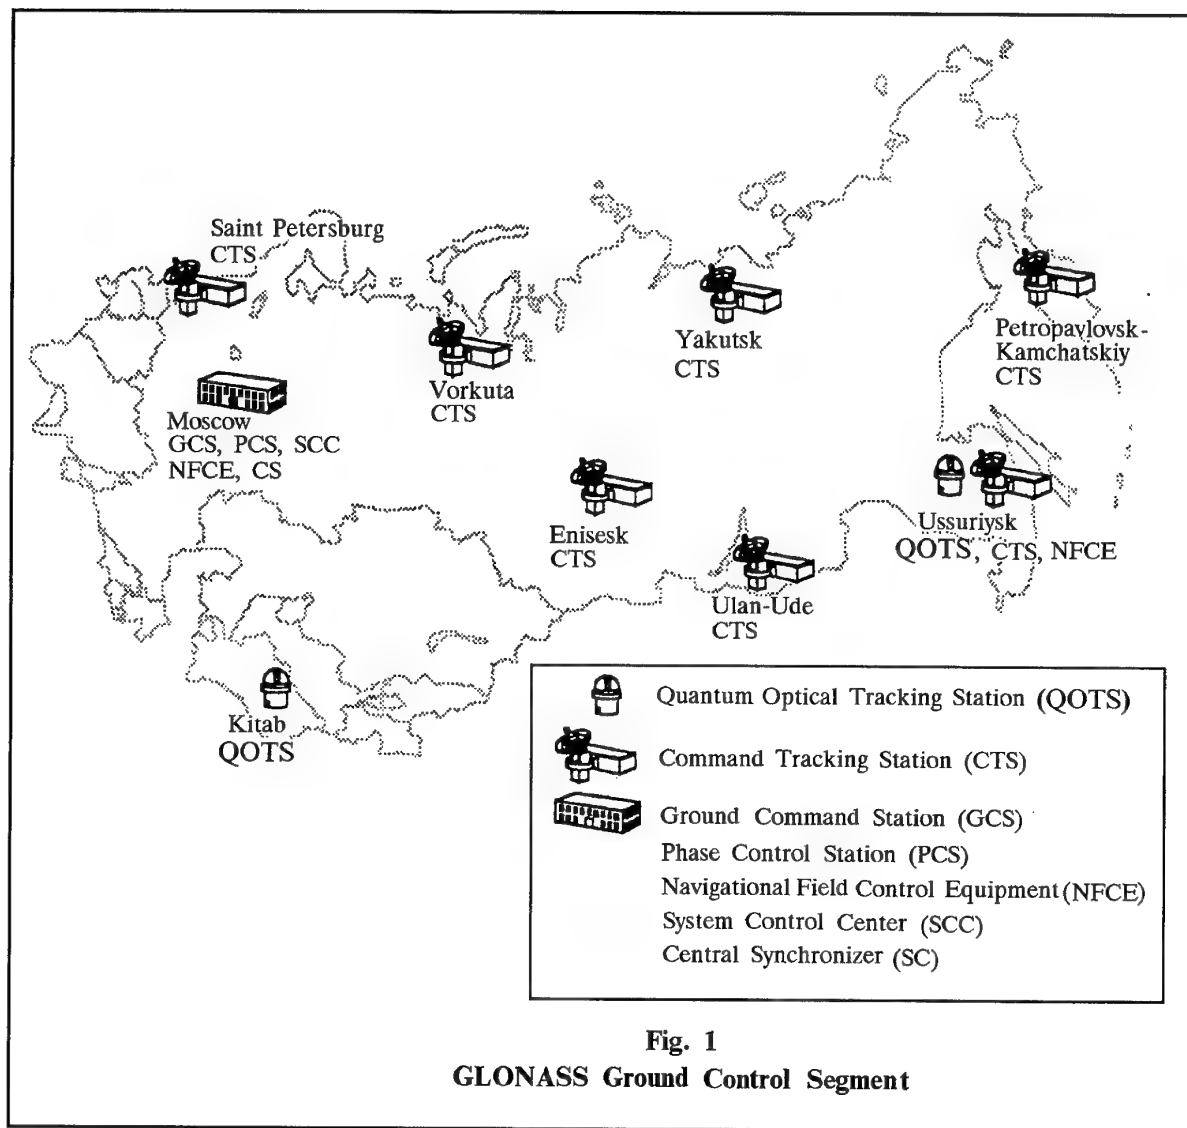 Saint Petersburg
CTS
Moscow
GCS, PCS, SCC
NFCE, CS
Vorkuta
CTS
Yakutsk
CTS
Petropavlovsk-
Kamchatskiy
CTS
Enisesk
CTS
Ulan-Ude
CTS
Ussuriysk
QOTS, CTS, NFCE
Kitab
QOTS
Quantum Optical Tracking Station (QOTS)
Command Tracking Station (CTS)
Ground Command Station (GCS)
Phase Control Station (PCS)
Navigational Field Control Equipment (NFCE)
System Control Center (SCC)
Central Synchronizer (SC)
Fig. 1
GLONASS Ground Control Segment